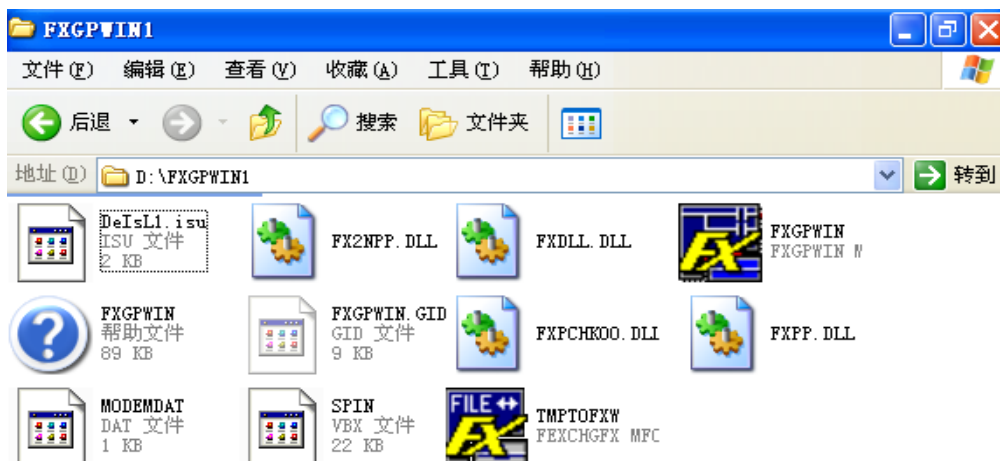 FXGPWIN1
文件(F) 编辑(E) 查看(V) 收藏(A) 工具(T) 帮助(H)
后退 搜索 文件夹
地址(D) D:\FXGPWIN1 转到
DeIsL1.isu
ISU 文件
2 KB
FX2NPP.DLL
FXDLL.DLL
FXGPWIN
FXGPWIN M
FXGPWIN
帮助文件
89 KB
FXGPWIN.GID
GID 文件
9 KB
FXPCHKOO.DLL
FXPP.DLL
MODEMDAT
DAT 文件
1 KB
SPIN
VBX 文件
22 KB
FILE
FX
TMPTOFXW
FEXCHGFX MFC